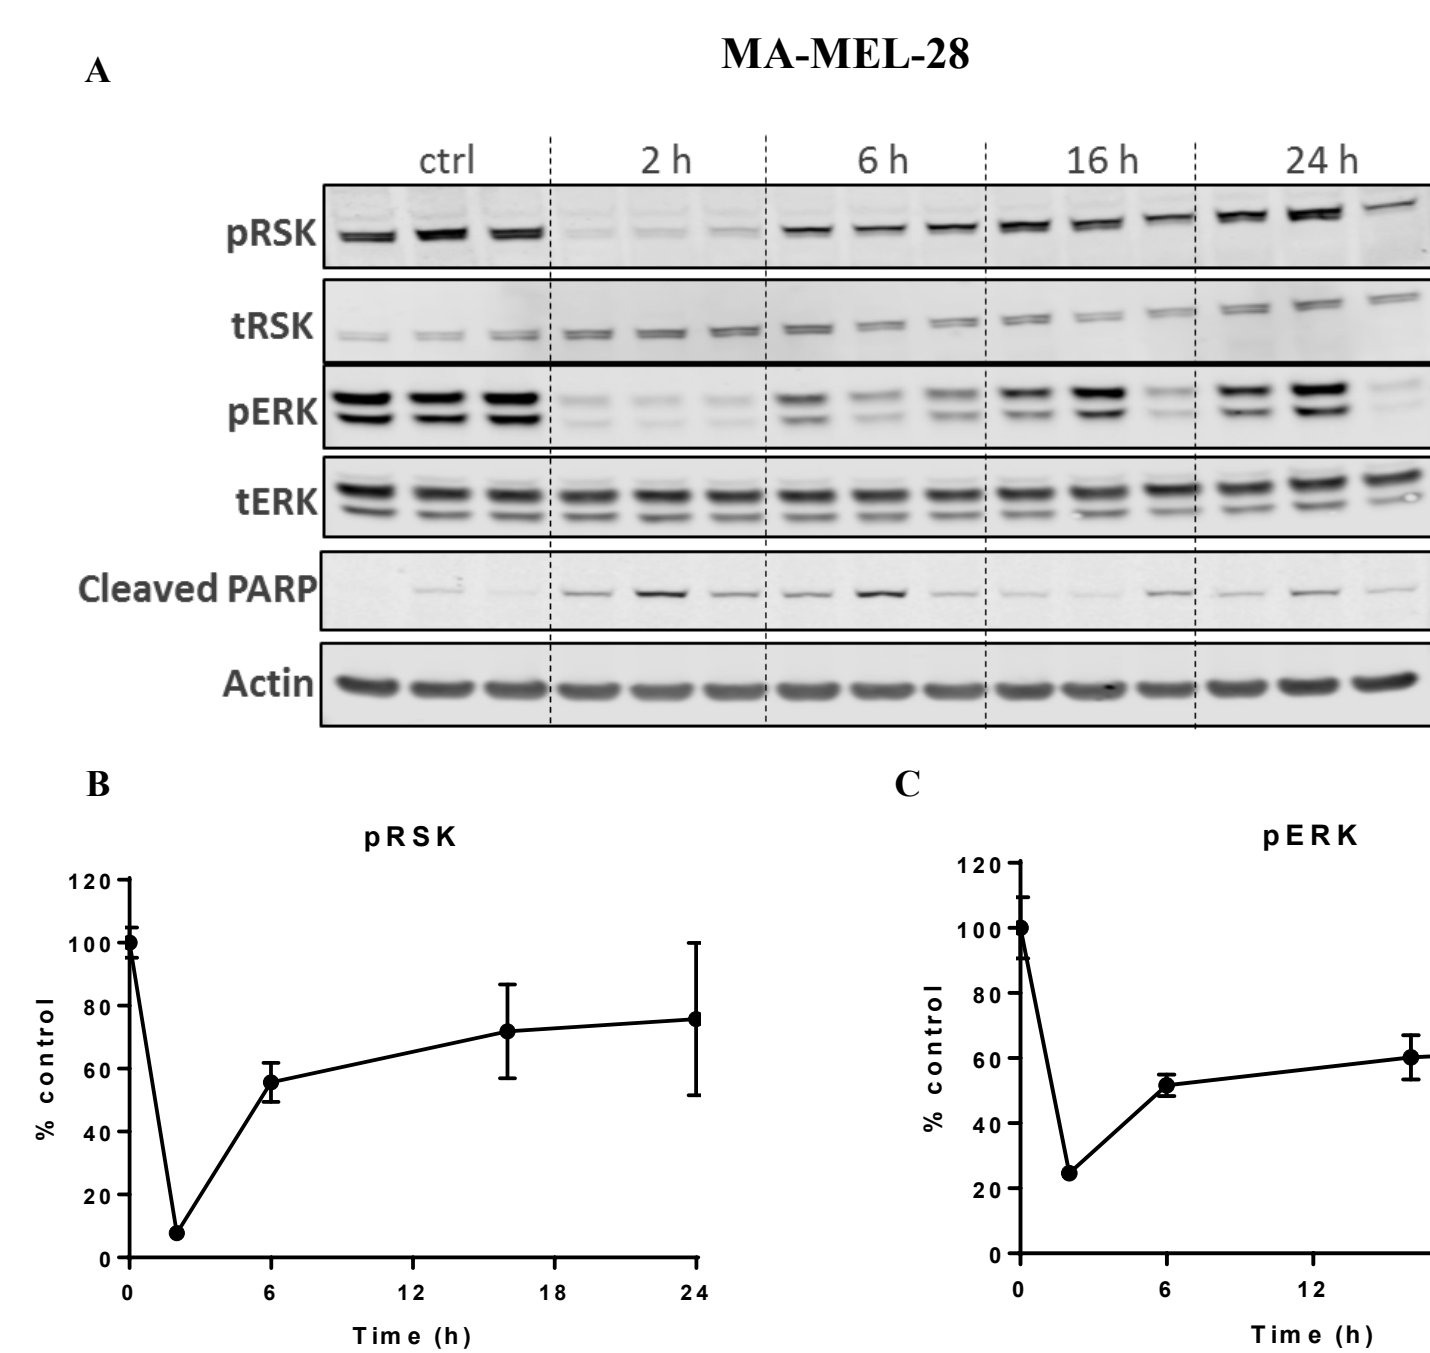 MA-MEL-28
A
ctrl 2 h 6 h 16 h 24 h
pRSK
tRSK
pERK
tERK
Cleaved PARP
Actin
B
pRSK
120
100
80
60
40
20
0
% control
0 6 12 18 24
Time (h)
C
pERK
120
100
80
60
40
20
0
% control
0 6 12
Time (h)